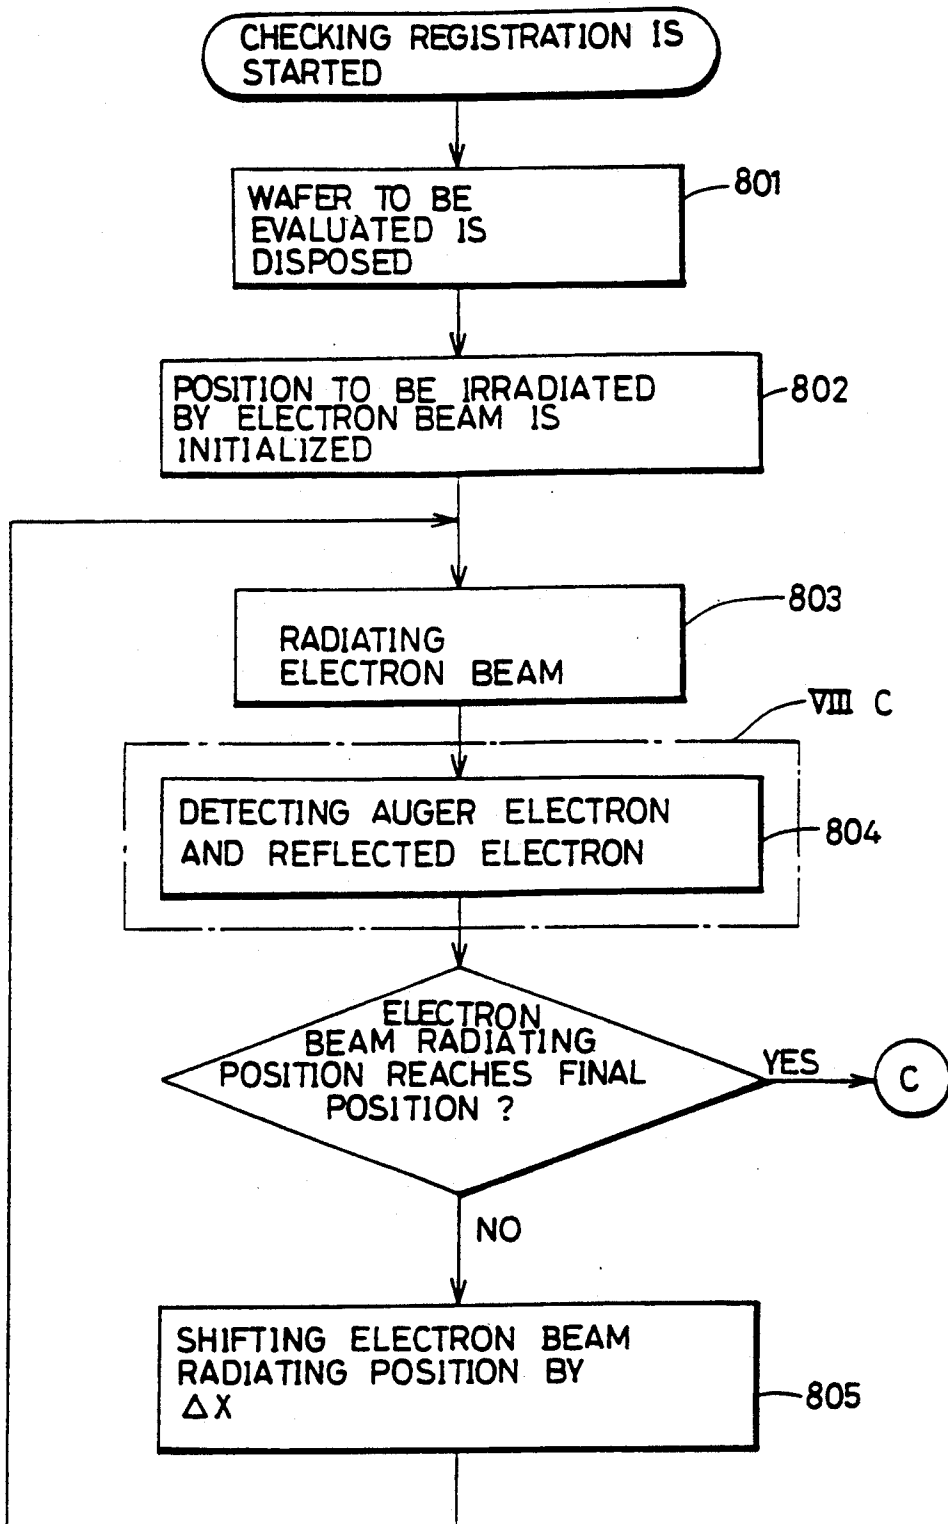 CHECKING REGISTRATION IS
STARTED
WAFER TO BE
EVALUATED IS
DISPOSED
801
POSITION TO BE IRRADIATED
BY ELECTRON BEAM IS
INITIALIZED
802
RADIATING
ELECTRON BEAM
803
VIII C
DETECTING AUGER ELECTRON
AND REFLECTED ELECTRON
804
ELECTRON
BEAM RADIATING
POSITION REACHES FINAL
POSITION ?
YES
C
NO
SHIFTING ELECTRON BEAM
RADIATING POSITION BY
ΔX
805